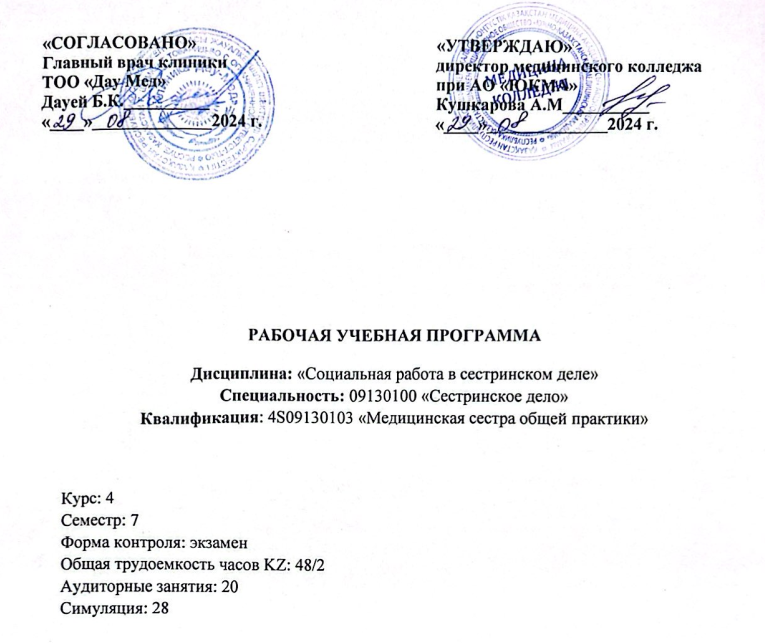 «СОГЛАСОВАНО»
Главный врач клиники
ТОО «Дау Мед»
Дауей Б.К.
«29» 08 2024 г.
«УТВЕРЖДАЮ»
директор медицинского колледжа
при АО «ЮКМА»
Кушкарова А.М
«29» 08 2024 г.
МЕДИЦИНА
КОЛЛЕДЖІ
РАБОЧАЯ УЧЕБНАЯ ПРОГРАММА
Дисциплина: «Социальная работа в сестринском деле»
Специальность: 09130100 «Сестринское дело»
Квалификация: 4S09130103 «Медицинская сестра общей практики»
Курс: 4
Семестр: 7
Форма контроля: экзамен
Общая трудоемкость часов KZ: 48/2
Аудиторные занятия: 20
Симуляция: 28